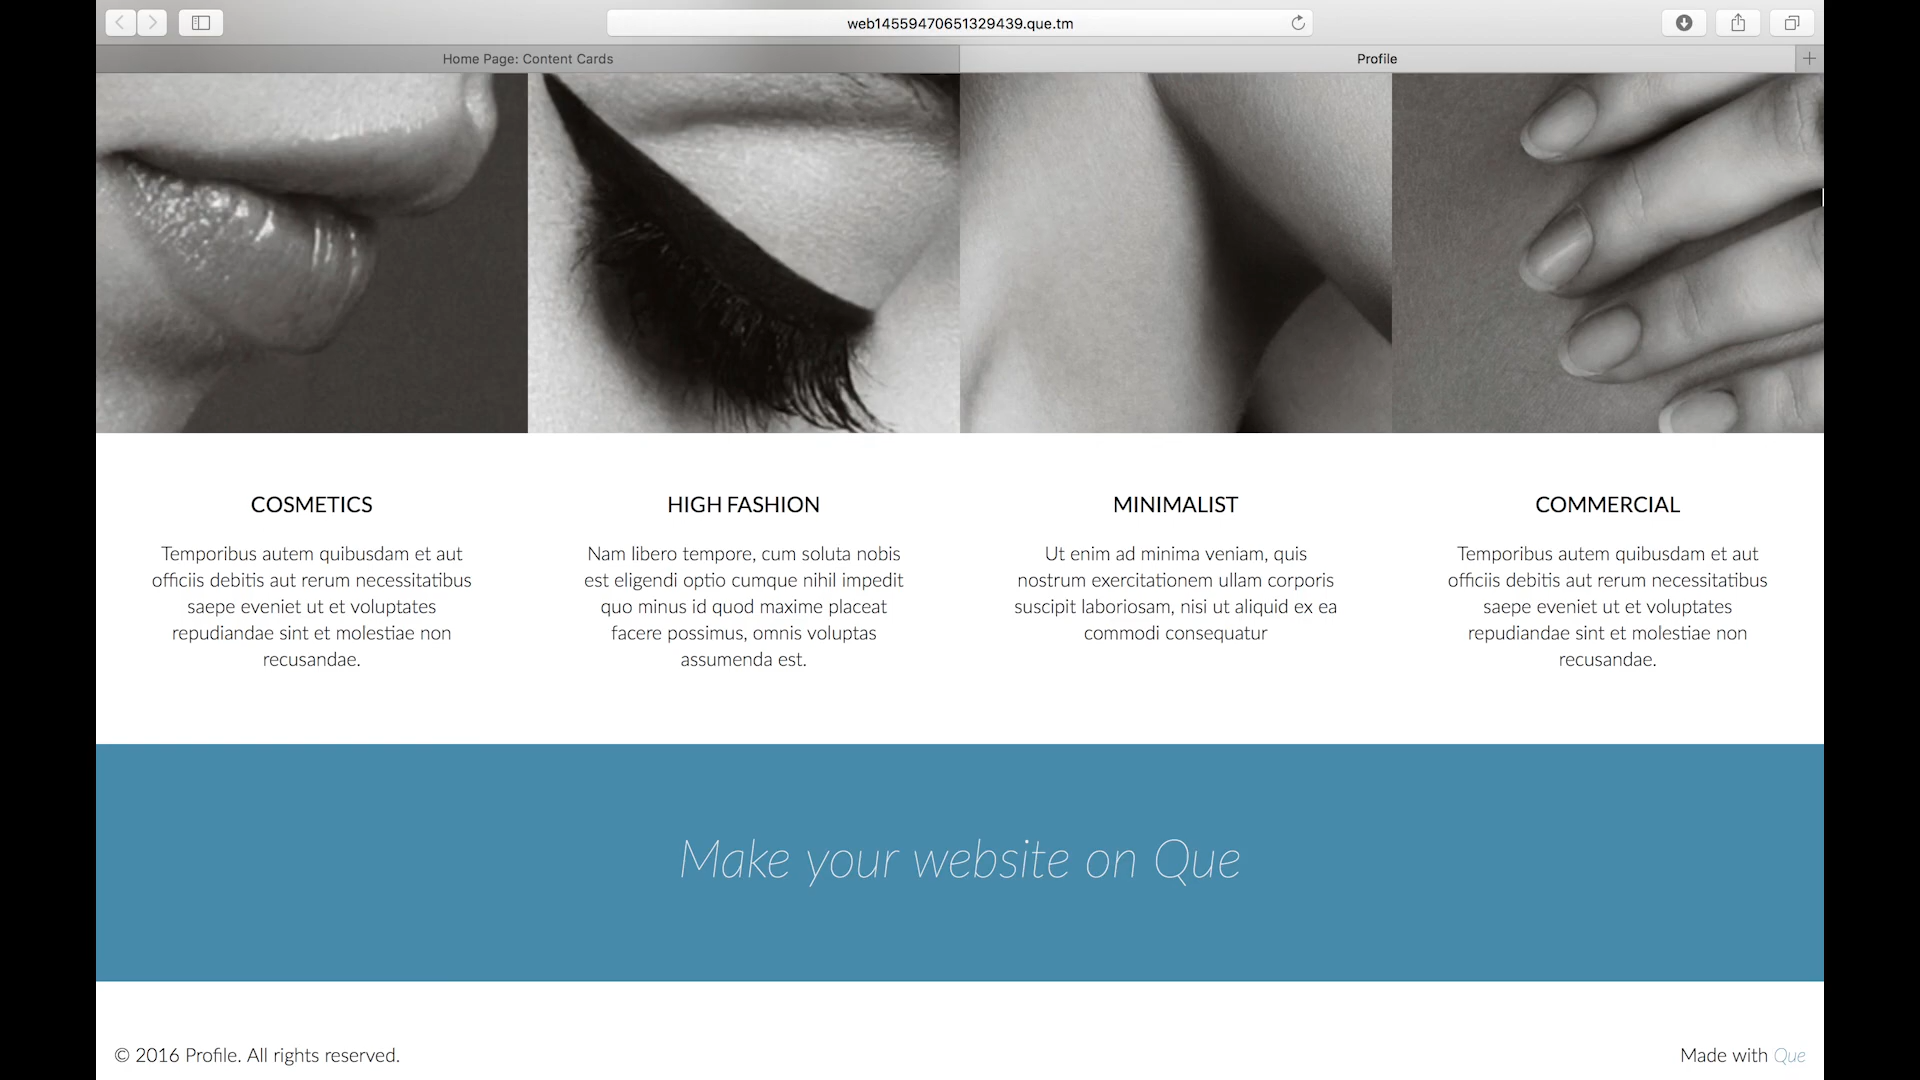 web14559470651329439.que.tm
Home Page: Content Cards
Profile
COSMETICS
Temporibus autem quibusdam et aut
officiis debitis aut rerum necessitatibus
saepe eveniet ut et voluptates
repudiandae sint et molestiae non
recusandae.
HIGH FASHION
Nam libero tempore, cum soluta nobis
est eligendi optio cumque nihil impedit
quo minus id quod maxime placeat
facere possimus, omnis voluptas
assumenda est.
MINIMALIST
Ut enim ad minima veniam, quis
nostrum exercitationem ullam corporis
suscipit laboriosam, nisi ut aliquid ex ea
commodi consequatur
COMMERCIAL
Temporibus autem quibusdam et aut
officiis debitis aut rerum necessitatibus
saepe eveniet ut et voluptates
repudiandae sint et molestiae non
recusandae.
Make your website on Que
© 2016 Profile. All rights reserved.
Made with Que